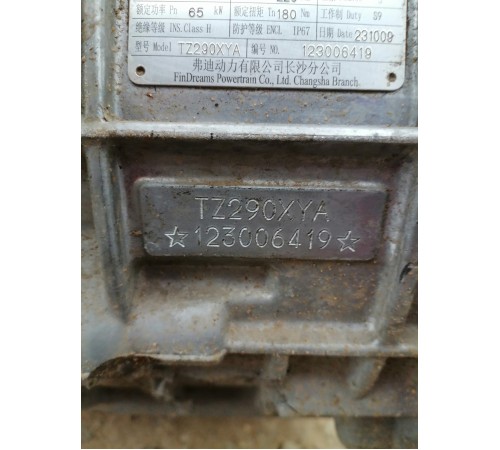 额定功率 Pn 65 kW 额定扭矩 Tn 180 Nm 工作制 Duty S9
绝缘等级 INS.Class H 防护等级 ENCL IP67 日期 Date 231009
型号 Model TZ290XYA 编号 NO. 123006419
弗迪动力有限公司长沙分公司
FinDreams Powertrain Co., Ltd. Changsha Branch.
TZ290XYA
☆123006419☆